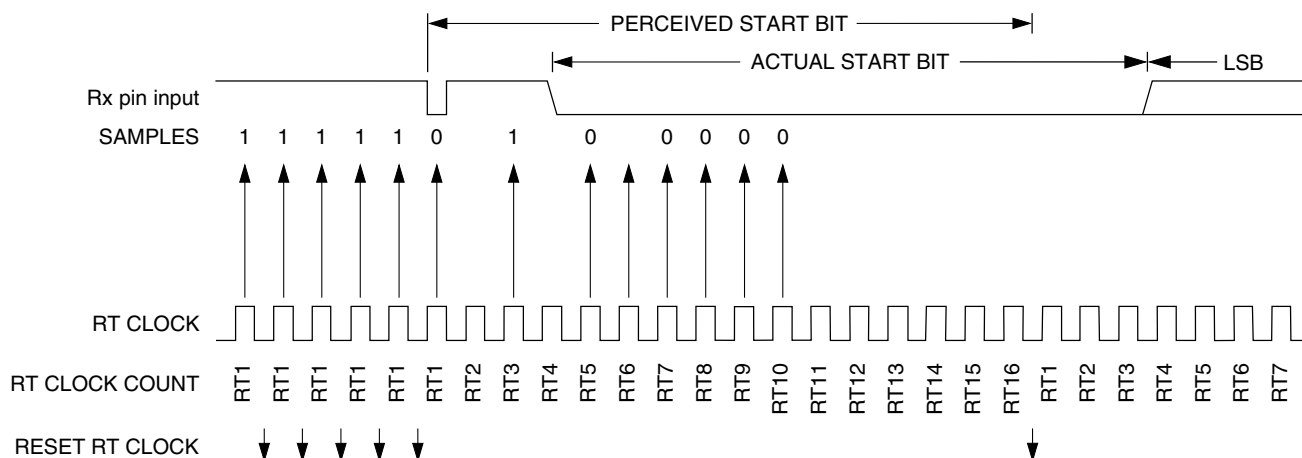 PERCEIVED START BIT
ACTUAL START BIT LSB
Rx pin input
SAMPLES 1 1 1 1 1 0 1 0 0 0 0 0
RT CLOCK
RT CLOCK COUNT RT1 RT1 RT1 RT1 RT1 RT1 RT2 RT3 RT4 RT5 RT6 RT7 RT8 RT9 RT10 RT11 RT12 RT13 RT14 RT15 RT16 RT1 RT2 RT3 RT4 RT5 RT6 RT7
RESET RT CLOCK